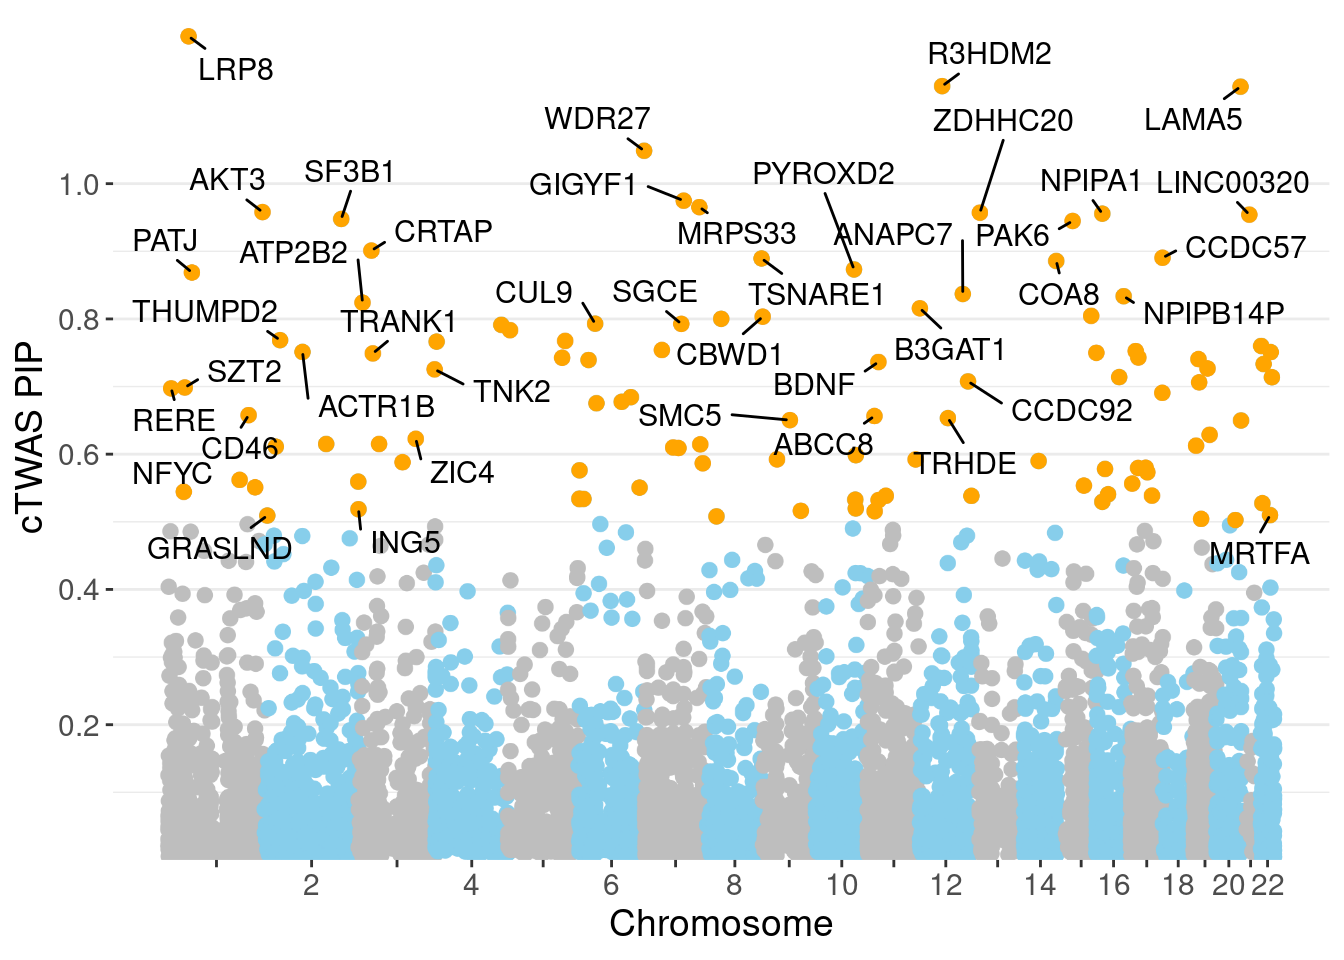 LRP8
R3HDM2
LAMA5
WDR27
ZDHHC20
AKT3
SF3B1
GIGYF1
PYROXD2
NPIPA1
LINC00320
PATJ
ATP2B2
CRTAP
MRPS33
ANAPC7
PAK6
CCDC57
THUMPD2
TRANK1
CUL9
SGCE
TSNARE1
COA8
NPIPB14P
SZT2
CBWD1
B3GAT1
BDNF
RERE
ACTR1B
TNK2
SMC5
CCDC92
CD46
ABCC8
NFYC
ZIC4
TRHDE
GRASLND
ING5
MRTFA
1.0
0.8
0.6
0.4
0.2
cTWAS PIP
2 4 6 8 10 12 14 16 18 20 22
Chromosome